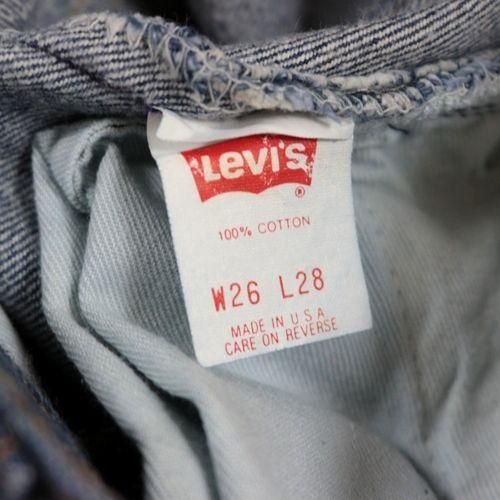 Levi's ®
100% COTTON
W26 L28
MADE IN U S A
CARE ON REVERSE